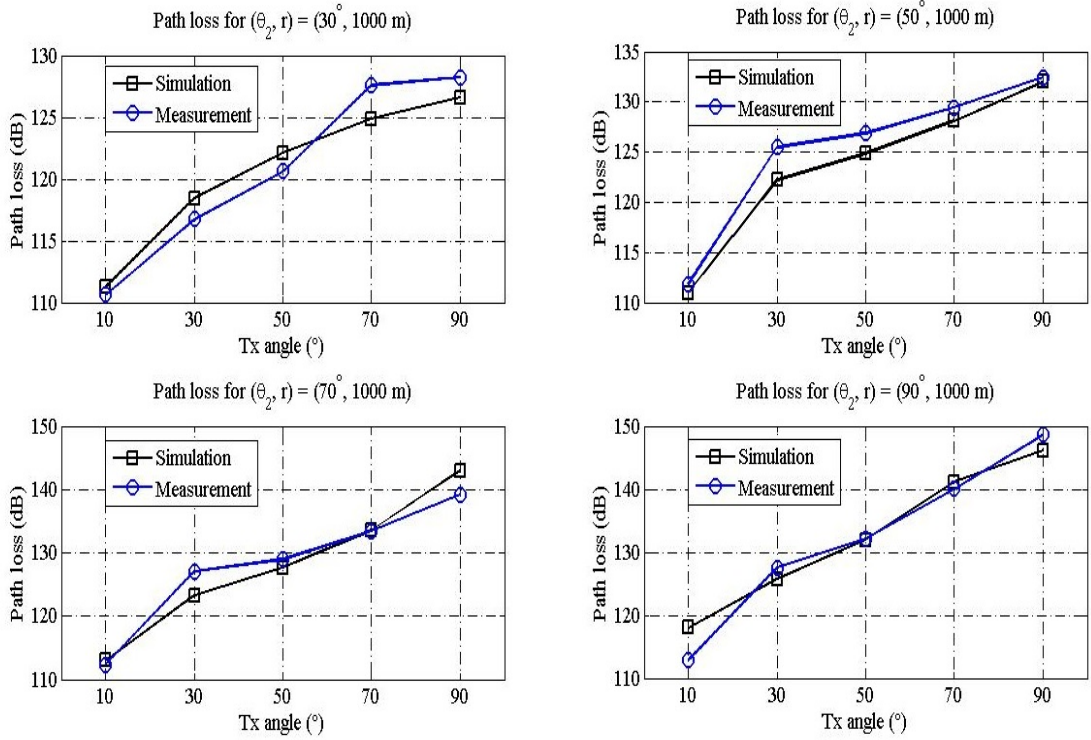 Path loss for (θ₂, r) = (30°, 1000 m)
130
125
120
115
110
Path loss (dB)
Simulation
Measurement
10 30 50 70 90
Tx angle (°)
Path loss for (θ₂, r) = (50°, 1000 m)
135
130
125
120
115
110
Path loss (dB)
Simulation
Measurement
10 30 50 70 90
Tx angle (°)
Path loss for (θ₂, r) = (70°, 1000 m)
150
140
130
120
110
Path loss (dB)
Simulation
Measurement
10 30 50 70 90
Tx angle (°)
Path loss for (θ₂, r) = (90°, 1000 m)
150
140
130
120
110
Path loss (dB)
Simulation
Measurement
10 30 50 70 90
Tx angle (°)